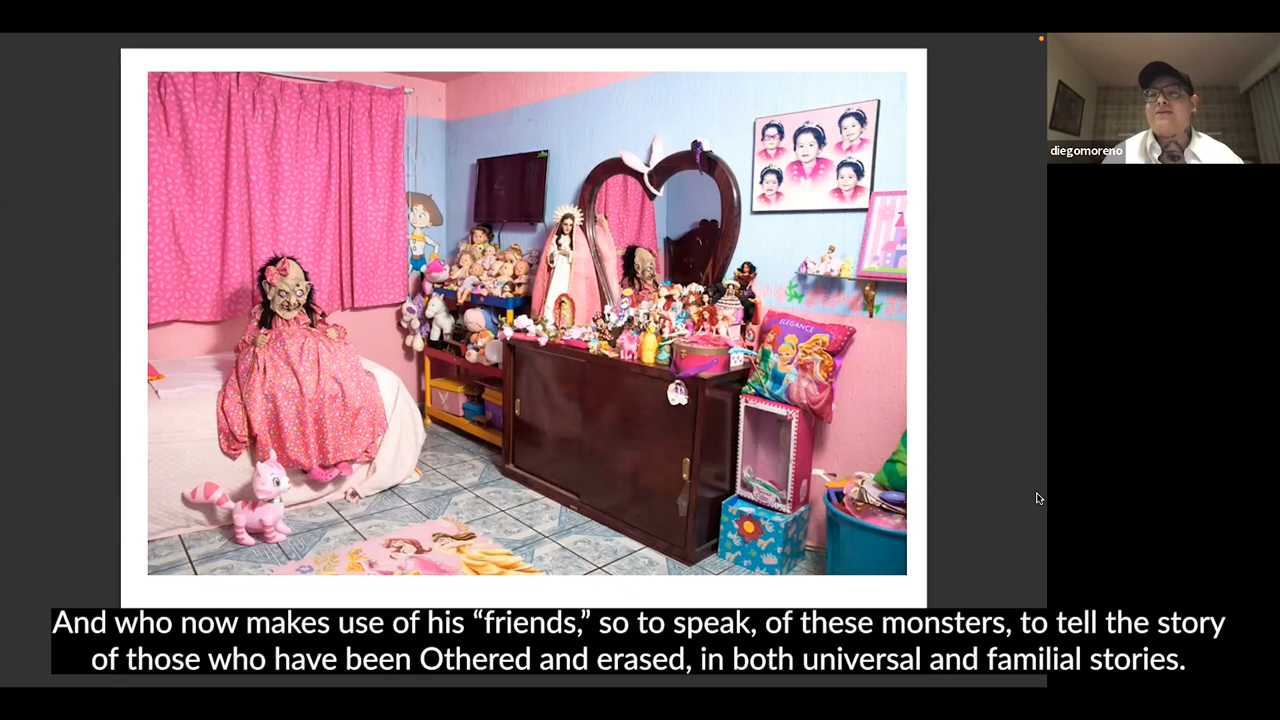 diegomoreno
ELEGANCE
And who now makes use of his “friends,” so to speak, of these monsters, to tell the story
of those who have been Othered and erased, in both universal and familial stories.